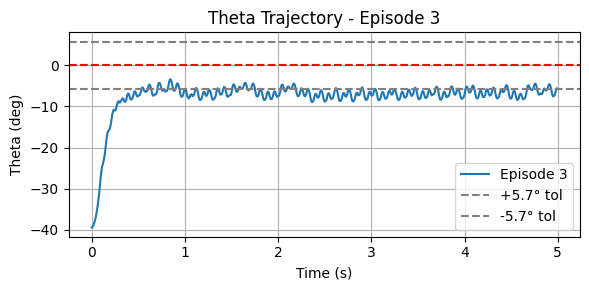 Theta Trajectory - Episode 3
Theta (deg)
0
−10
−20
−30
−40
0
1
2
3
4
5
Time (s)
Episode 3
+5.7° tol
-5.7° tol